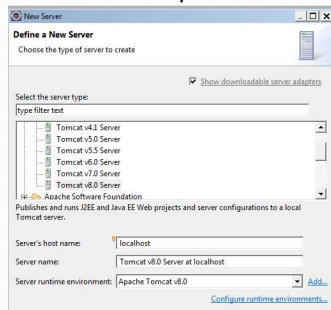 New Server
Define a New Server
Choose the type of server to create
Show downloadable server adapters
Select the server type:
type filter text
Tomcat v4.1 Server
Tomcat v5.0 Server
Tomcat v5.5 Server
Tomcat v6.0 Server
Tomcat v7.0 Server
Tomcat v8.0 Server
Apache Software Foundation
Publishes and runs J2EE and Java EE Web projects and server configurations to a local
Tomcat server.
Server's host name: localhost
Server name: Tomcat v8.0 Server at localhost
Server runtime environment: Apache Tomcat v8.0 Add...
Configure runtime environments...